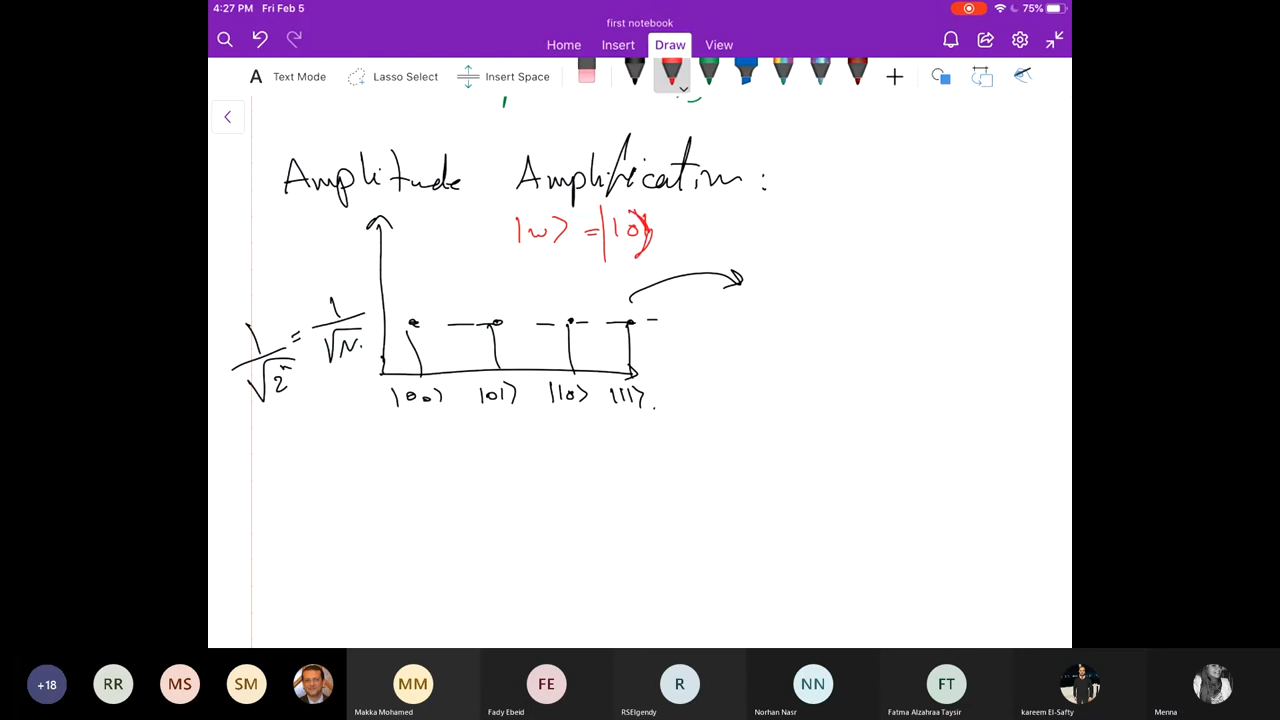 4:27 PM Fri Feb 5
75%
first notebook
Home Insert Draw View
A Text Mode Lasso Select Insert Space
Amplitude Amplification:
|w⟩ = |10⟩
1/√2ⁿ = 1/√N
|00⟩ |01⟩ |10⟩ |11⟩.
+18 RR MS SM MM FE R NN FT
Makka Mohamed Fady Ebeid RSElgendy Norhan Nasr Fatma Alzahraa Taysir kareem El-Safty Menna